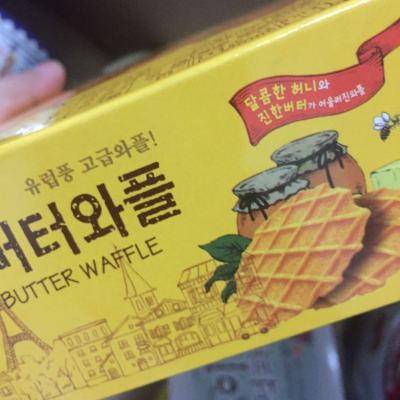 달콤한 허니와
진한버터가 어울어진와플
유럽풍 고급와플!
버터와플
BUTTER WAFFLE